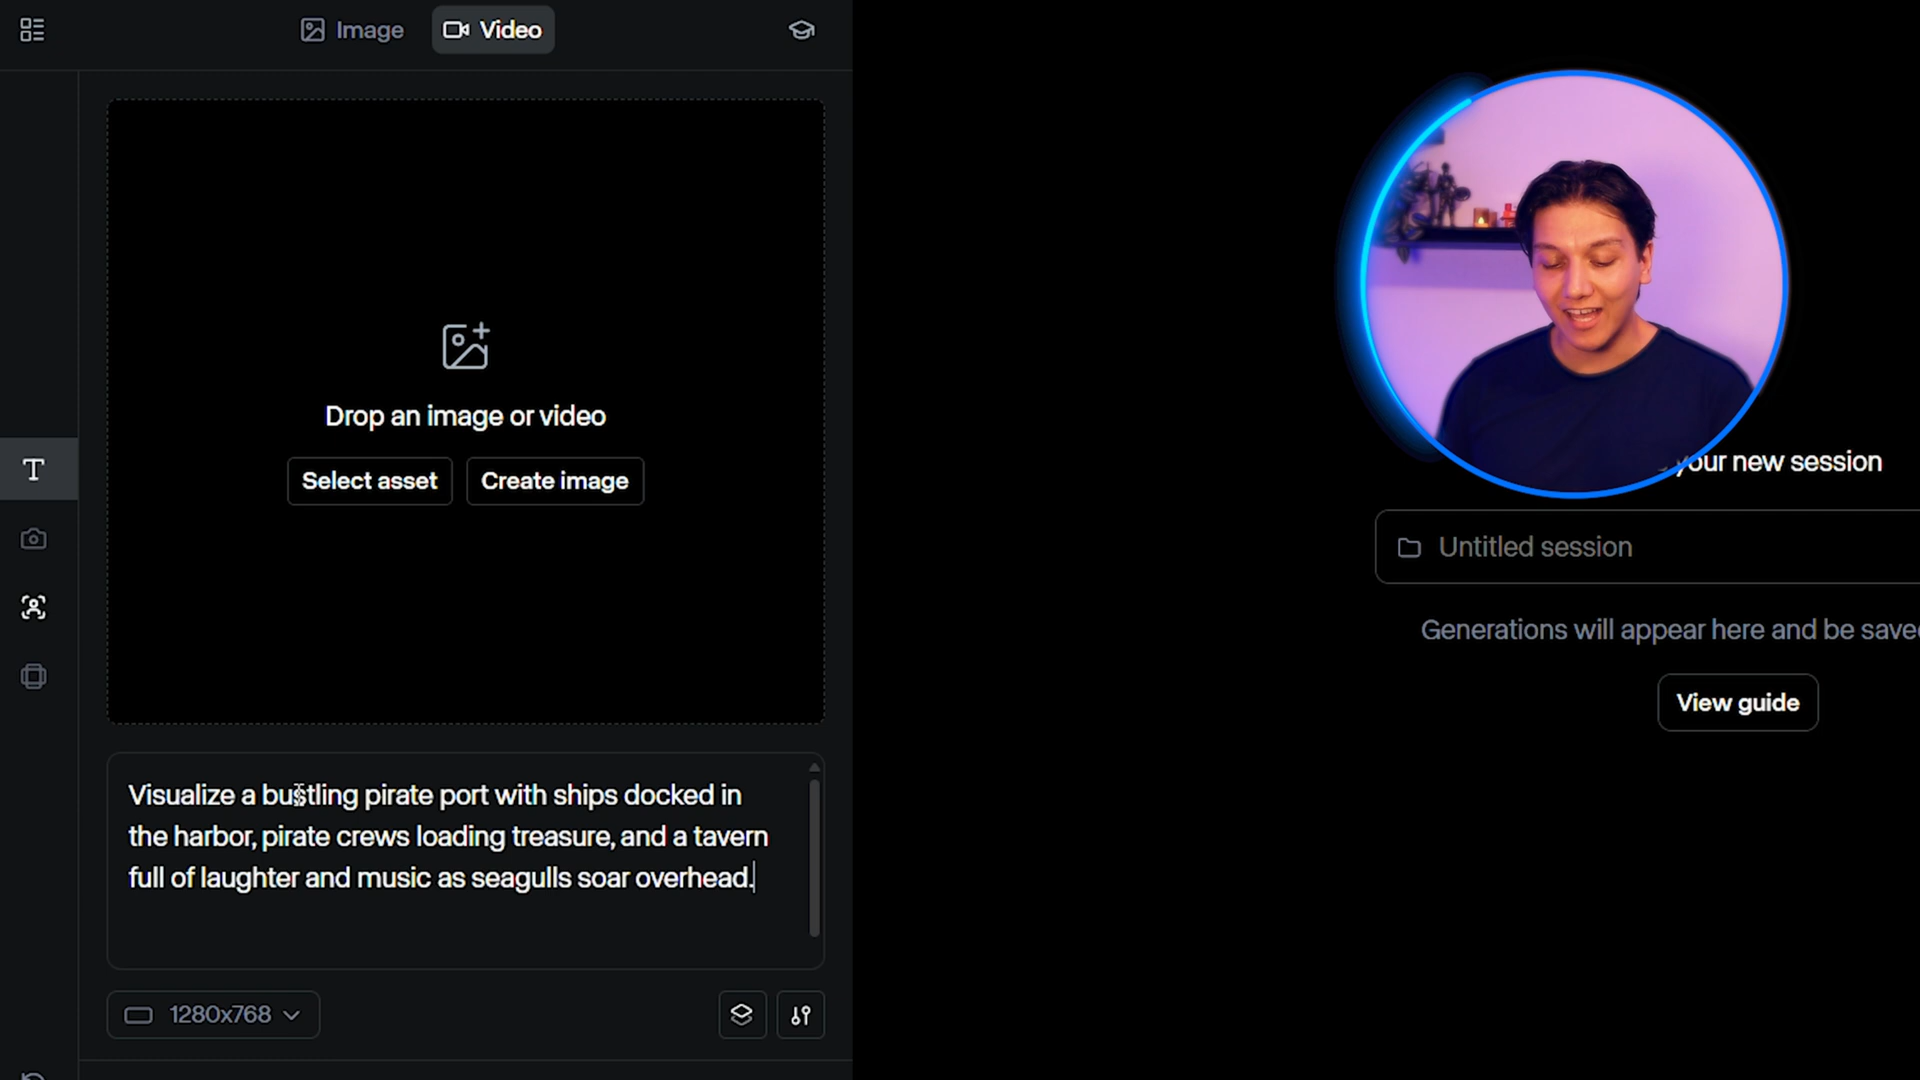 Image
Video
Drop an image or video
Select asset
Create image
T
Visualize a bustling pirate port with ships docked in
the harbor, pirate crews loading treasure, and a tavern
full of laughter and music as seagulls soar overhead.
1280x768
your new session
Untitled session
Generations will appear here and be saved
View guide